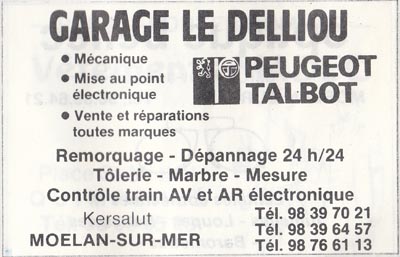 GARAGE LE DELLIOU
• Mécanique
• Mise au point
électronique
• Vente et réparations
toutes marques
PEUGEOT
TALBOT
Remorquage - Dépannage 24 h/24
Tôlerie - Marbre - Mesure
Contrôle train AV et AR électronique
Kersalut
MOELAN-SUR-MER
Tél. 98 39 70 21
Tél. 98 39 64 57
Tél. 98 76 61 13